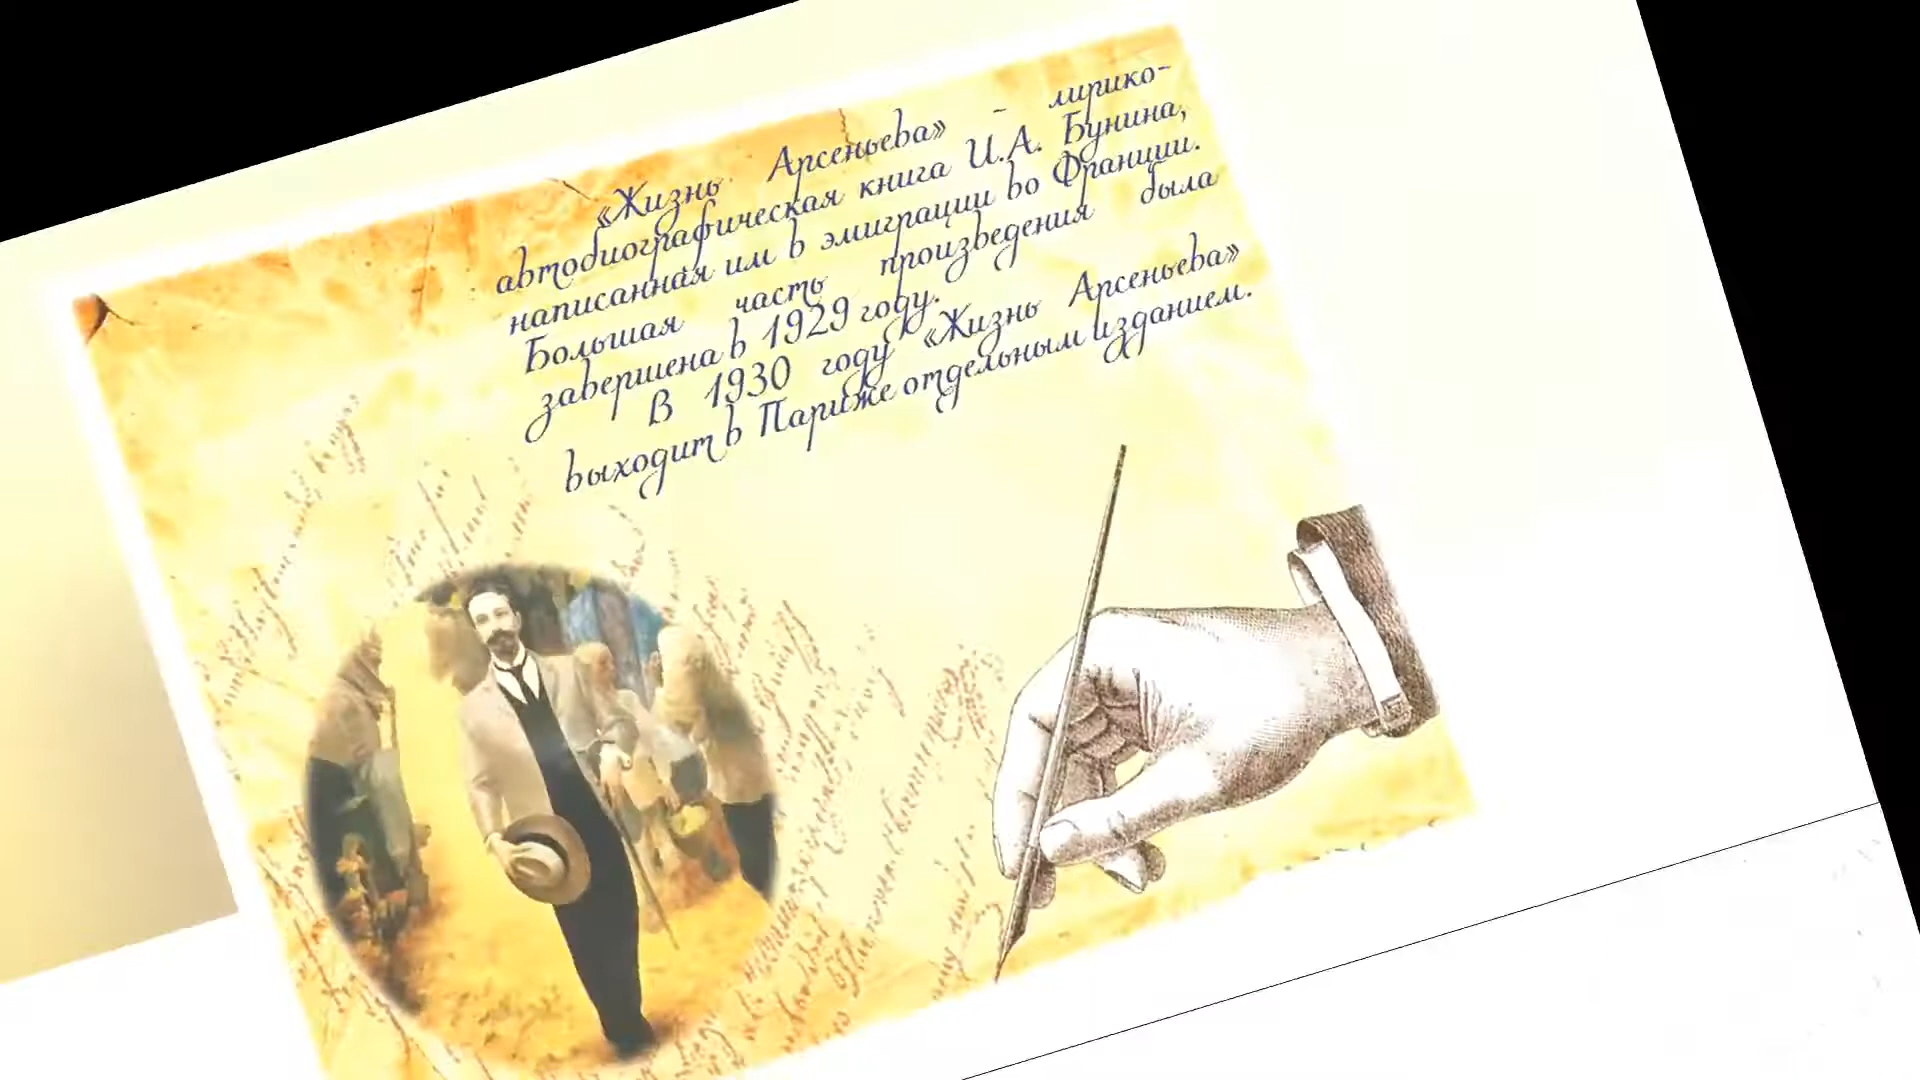 «Жизнь Арсеньева» - лирико-
автобиографическая книга И.А. Бунина,
написанная им в эмиграции во Франции.
Большая часть произведения была
завершена в 1929 году.
В 1930 году «Жизнь Арсеньева»
выходит в Париже отдельным изданием.